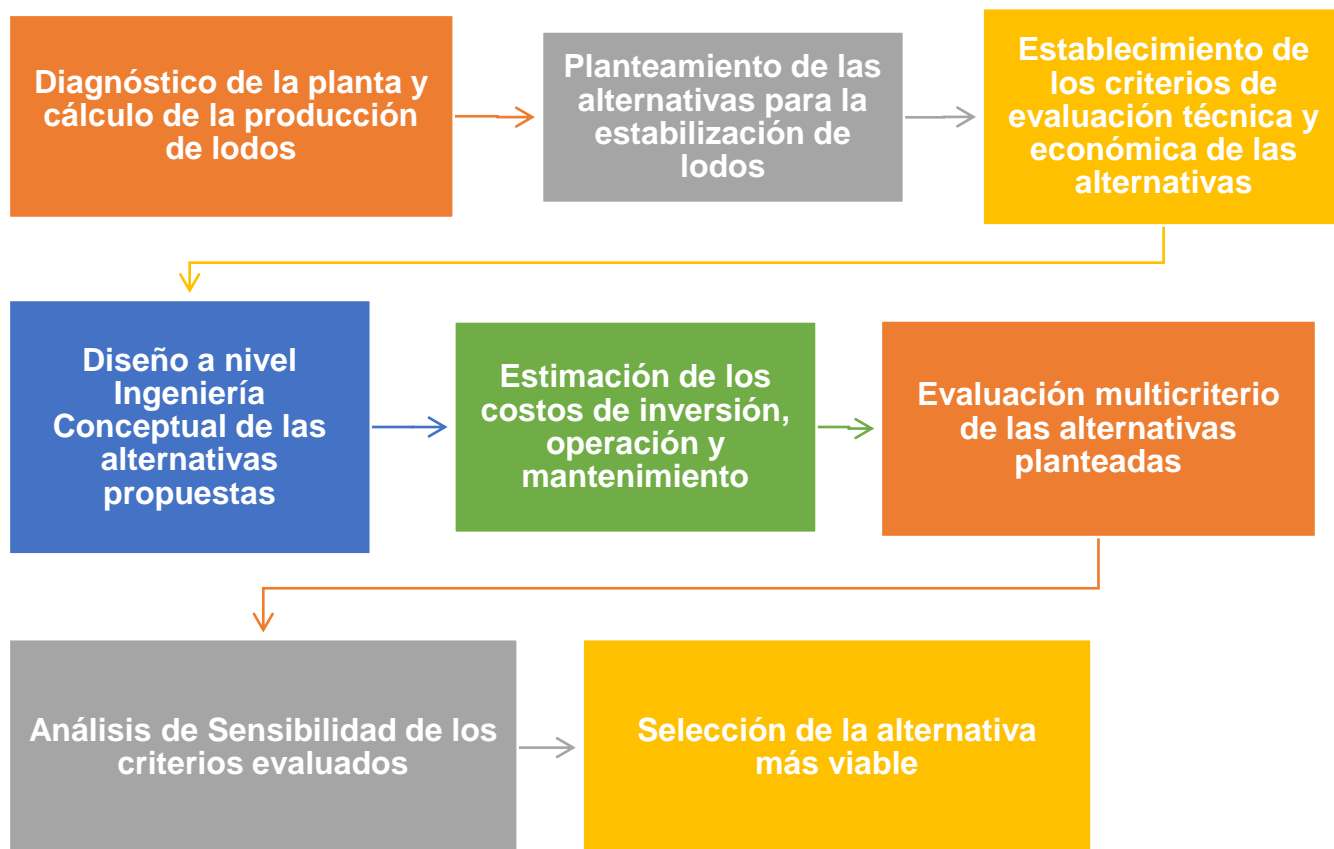 Diagnóstico de la planta y
cálculo de la producción
de lodos
Planteamiento de las
alternativas para la
estabilización de
lodos
Establecimiento de
los criterios de
evaluación técnica y
económica de las
alternativas
Diseño a nivel
Ingeniería
Conceptual de las
alternativas
propuestas
Estimación de los
costos de inversión,
operación y
mantenimiento
Evaluación multicriterio
de las alternativas
planteadas
Análisis de Sensibilidad de los
criterios evaluados
Selección de la alternativa
más viable